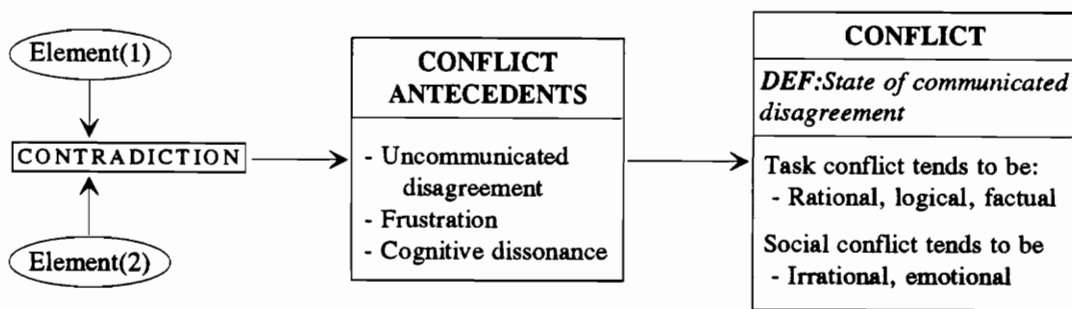 Element(1)
CONTRADICTION
Element(2)
CONFLICT
ANTECEDENTS
- Uncommunicated
disagreement
- Frustration
- Cognitive dissonance
CONFLICT
DEF:State of communicated
disagreement
Task conflict tends to be:
- Rational, logical, factual
Social conflict tends to be
- Irrational, emotional